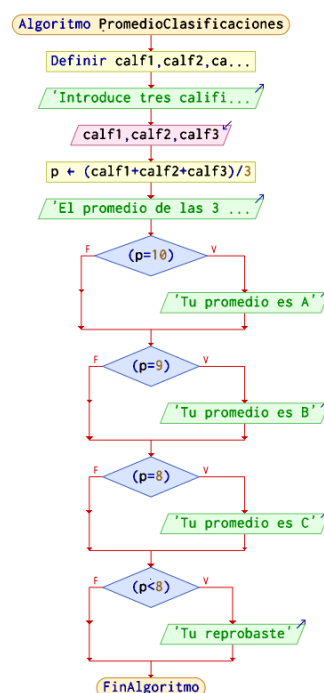 Algoritmo PromedioClasificaciones
Definir calf1,calf2,ca...
'Introduce tres califi...
calf1,calf2,calf3
p ← (calf1+calf2+calf3)/3
'El promedio de las 3 ...
F (p=10) V
'Tu promedio es A'
F (p=9) V
'Tu promedio es B'
F (p=8) V
'Tu promedio es C'
F (p<8) V
'Tu reprobaste'
FinAlgoritmo